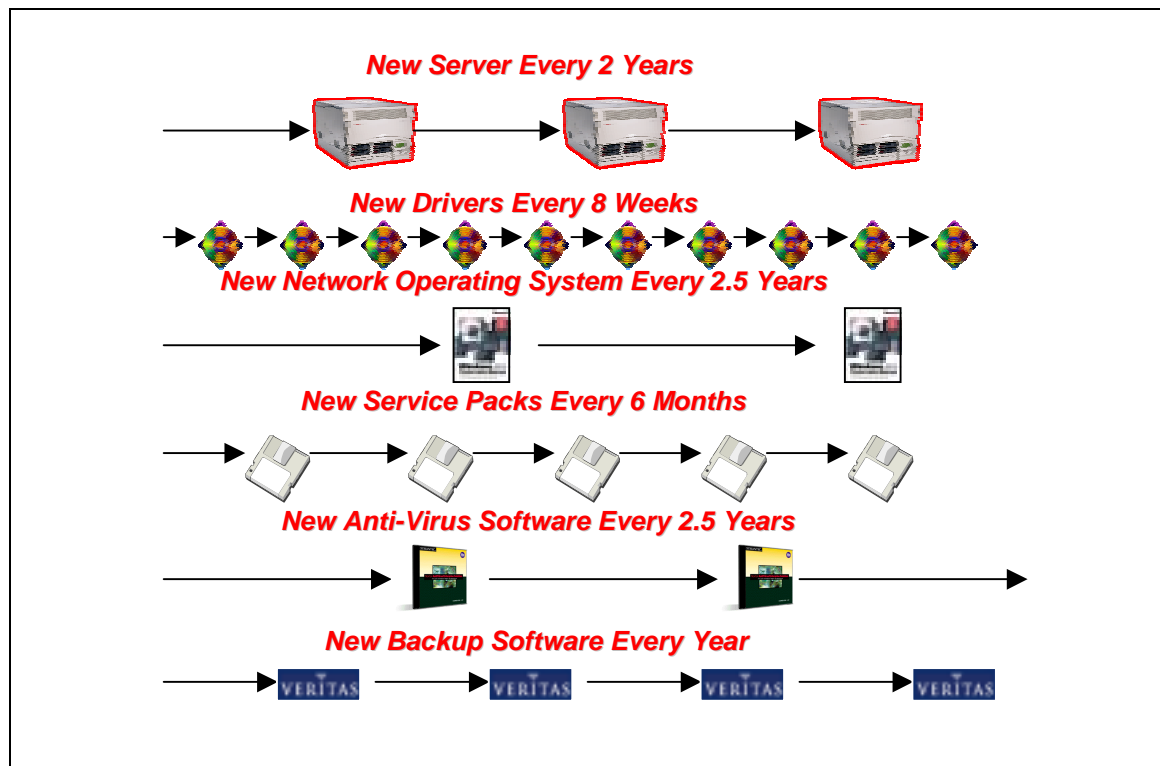 New Server Every 2 Years
New Drivers Every 8 Weeks
New Network Operating System Every 2.5 Years
New Service Packs Every 6 Months
New Anti-Virus Software Every 2.5 Years
New Backup Software Every Year
VERITAS VERITAS VERITAS VERITAS